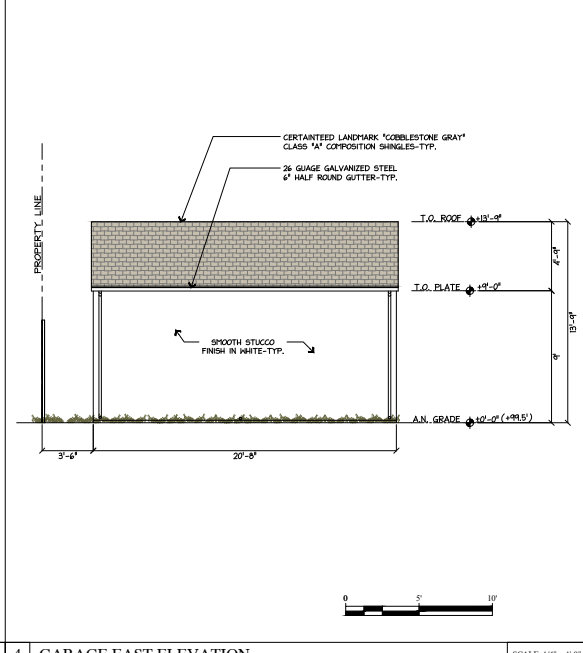 CERTAINTEED LANDMARK "COBBLESTONE GRAY"
CLASS "A" COMPOSITION SHINGLES-TYP.
26 GUAGE GALVANIZED STEEL
6" HALF ROUND GUTTER-TYP.
PROPERTY LINE
T.O. ROOF +13'-9"
4'-9"
T.O. PLATE +9'-0"
13'-9"
SMOOTH STUCCO
FINISH IN WHITE-TYP.
9'
A.N. GRADE ±0'-0" (+99.5')
3'-6"
20'-8"
0 5' 10'
4 GARAGE EAST ELEVATION